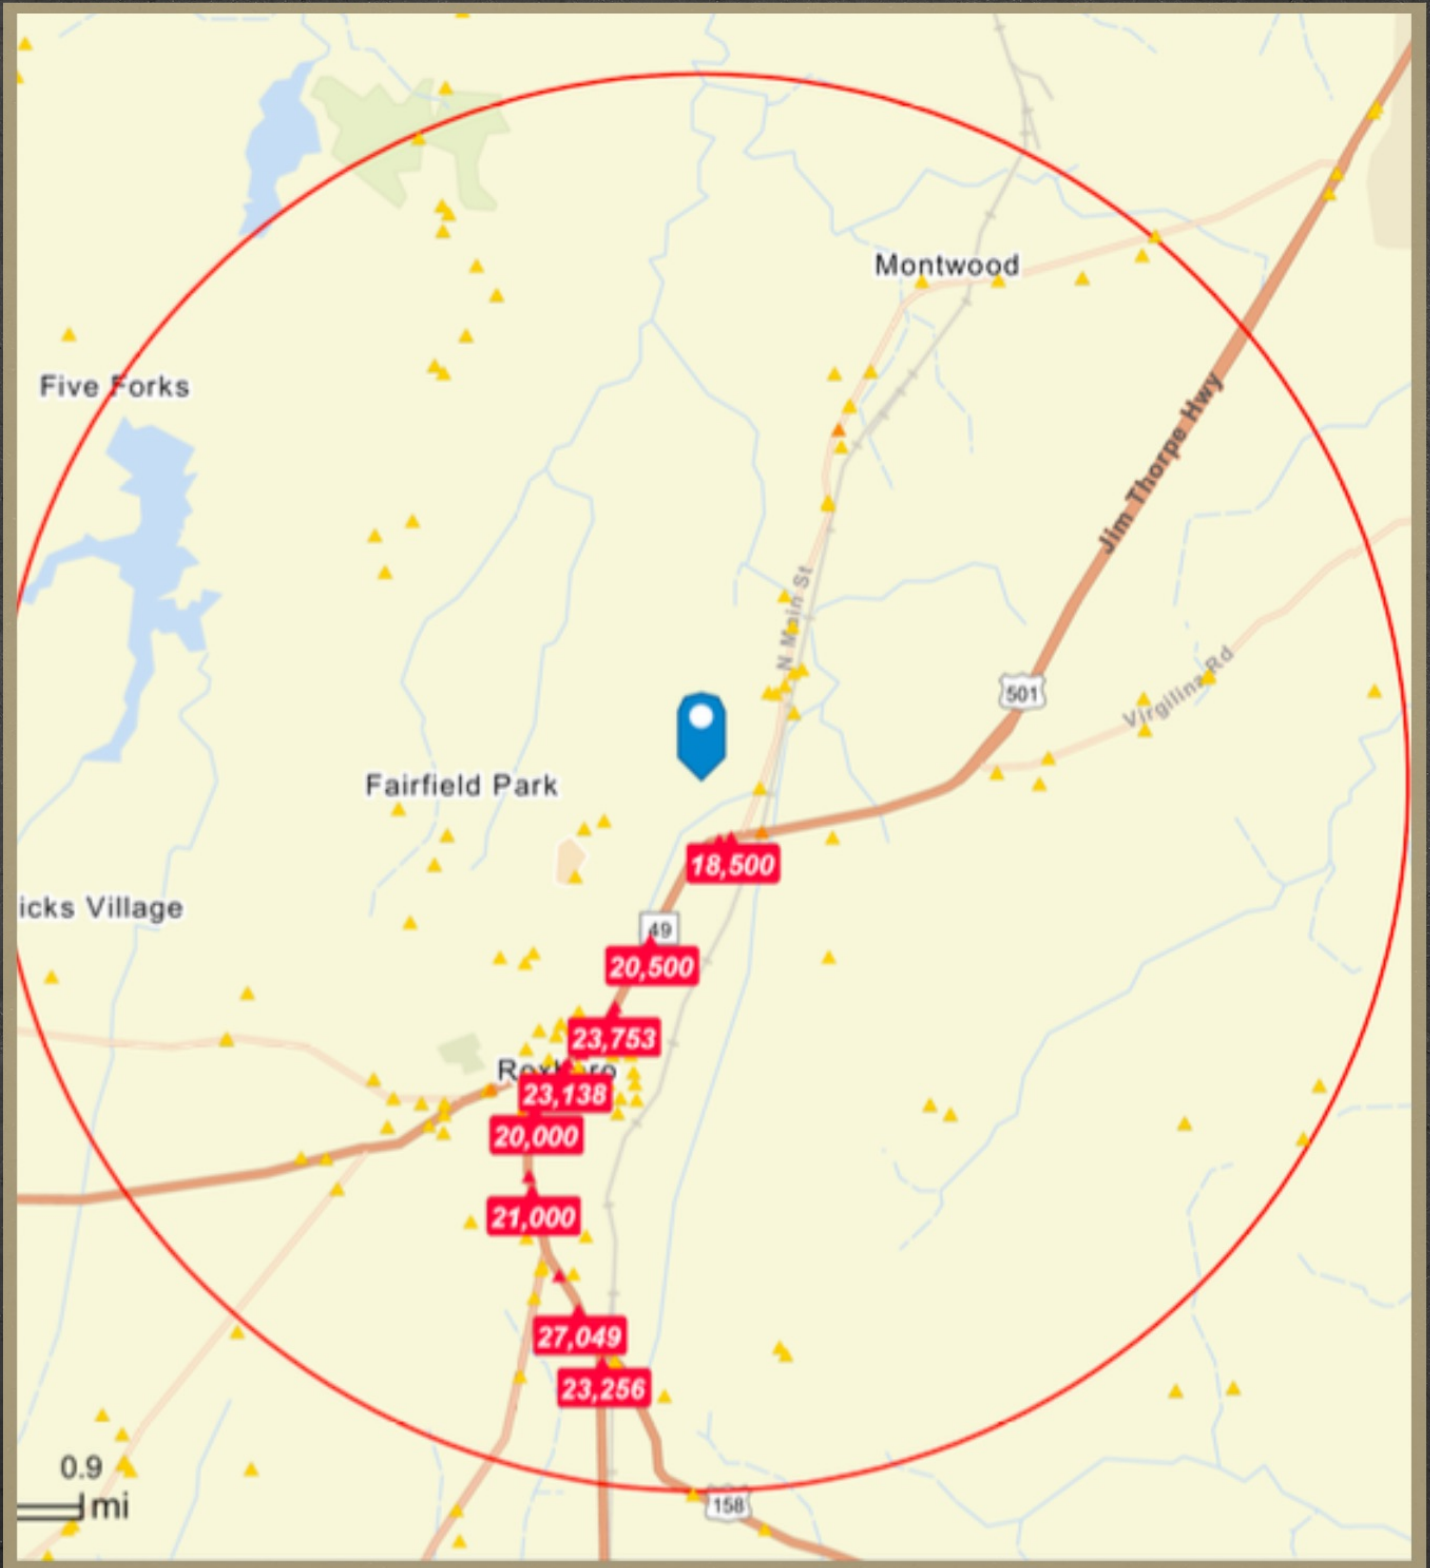 Montwood
Five Forks
Jim Thorpe Hwy
N Main St
501
Virgilina Rd
Fairfield Park
18,500
icks Village
49
20,500
23,753
23,138
20,000
21,000
27,049
23,256
0.9
mi
158